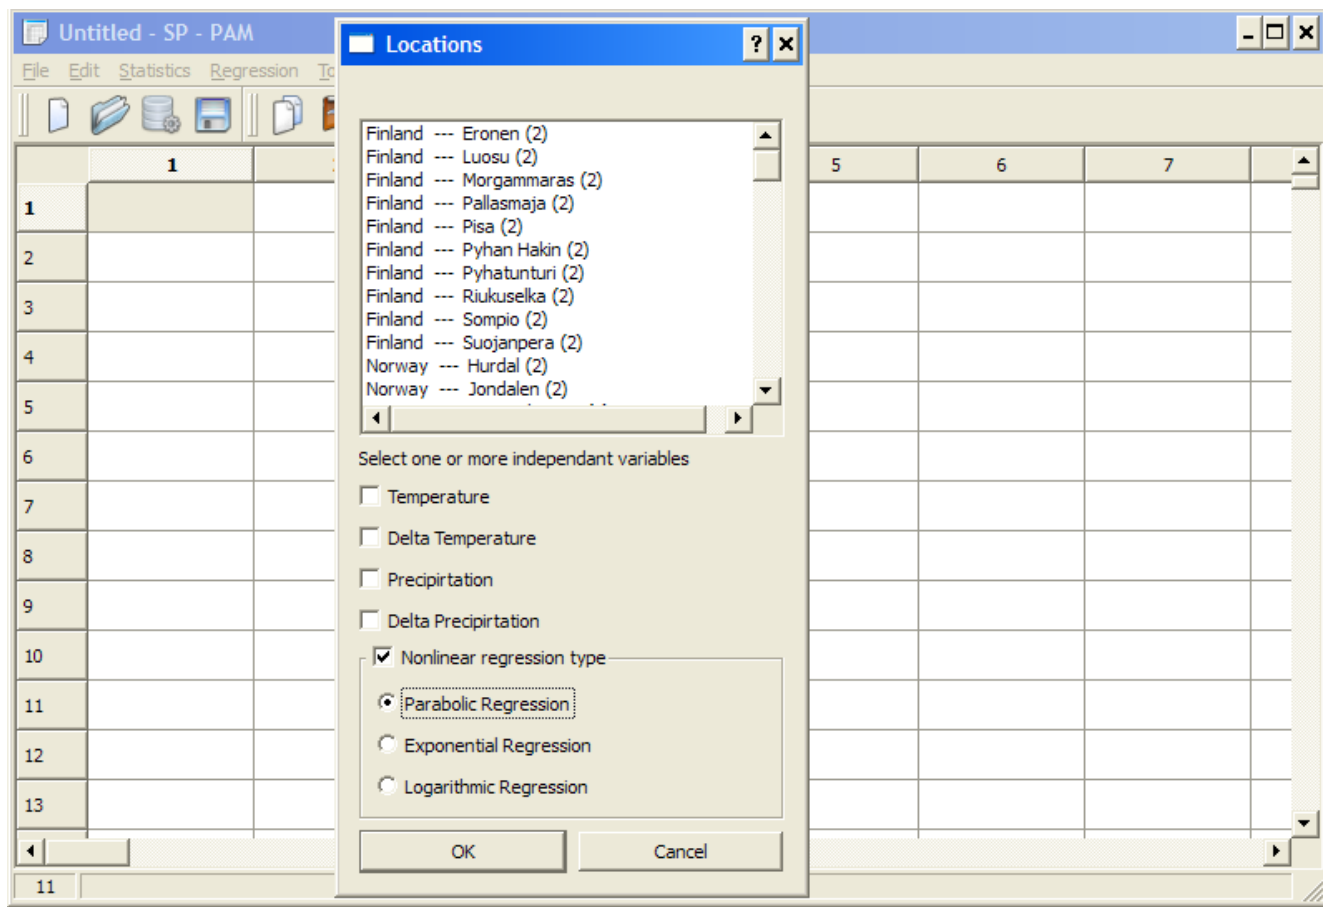 Untitled - SP - PAM
File Edit Statistics Regression To
Locations
?
Finland --- Eronen (2)
Finland --- Luosu (2)
Finland --- Morgammaras (2)
Finland --- Pallasmaja (2)
Finland --- Pisa (2)
Finland --- Pyhan Hakin (2)
Finland --- Pyhatunturi (2)
Finland --- Riukuselka (2)
Finland --- Sompio (2)
Finland --- Suojanpera (2)
Norway --- Hurdal (2)
Norway --- Jondalen (2)
Select one or more independant variables
Temperature
Delta Temperature
Precipirtation
Delta Precipirtation
Nonlinear regression type
Parabolic Regression
Exponential Regression
Logarithmic Regression
OK Cancel
1 5 6 7
1
2
3
4
5
6
7
8
9
10
11
12
13
11